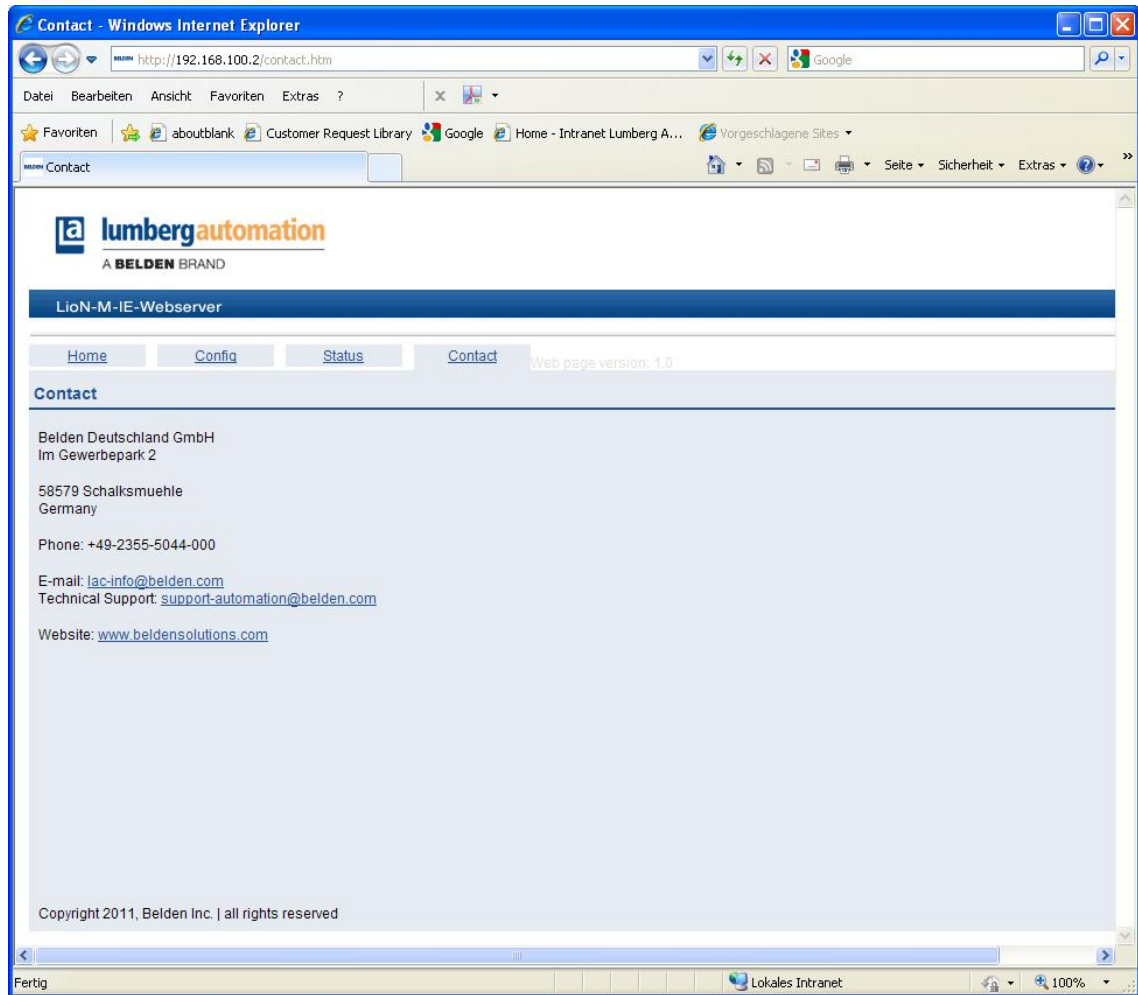 Contact - Windows Internet Explorer
BELDEN http://192.168.100.2/contact.htm Google
Datei Bearbeiten Ansicht Favoriten Extras ?
Favoriten aboutblank Customer Request Library Google Home - Intranet Lumberg A... Vorgeschlagene Sites
BELDEN Contact Seite Sicherheit Extras
la lumbergautomation
A BELDEN BRAND
LioN-M-IE-Webserver
Home Config Status Contact Web page version: 1.0
Contact
Belden Deutschland GmbH
Im Gewerbepark 2
58579 Schalksmuehle
Germany
Phone: +49-2355-5044-000
E-mail: lac-info@belden.com
Technical Support: support-automation@belden.com
Website: www.beldensolutions.com
Copyright 2011, Belden Inc. | all rights reserved
Fertig Lokales Intranet 100%